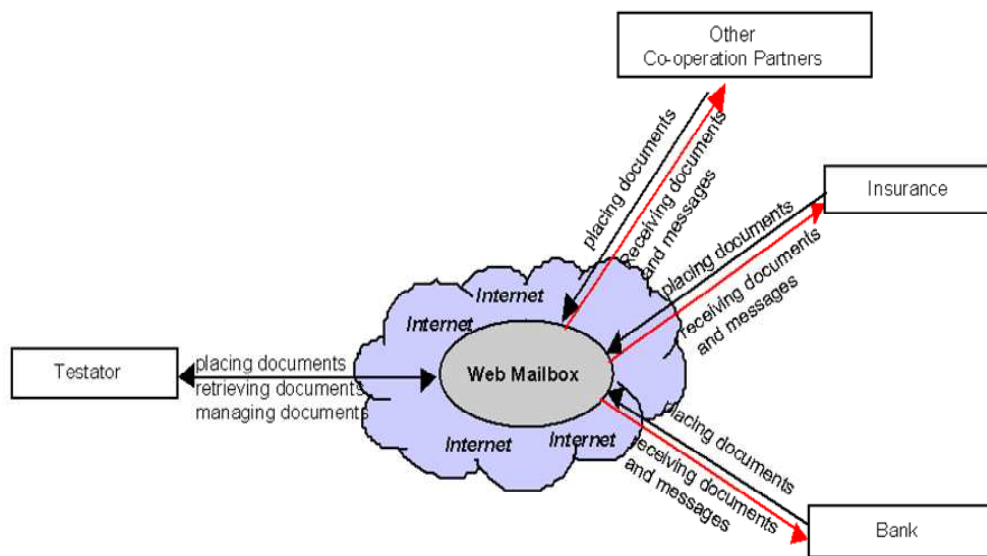 Other
Co-operation Partners
placing documents
Receiving documents
and messages
Insurance
placing documents
receiving documents
and messages
Internet
Internet
Web Mailbox
Testator
placing documents
retrieving documents
managing documents
Internet
Internet
placing documents
receiving documents
and messages
Bank